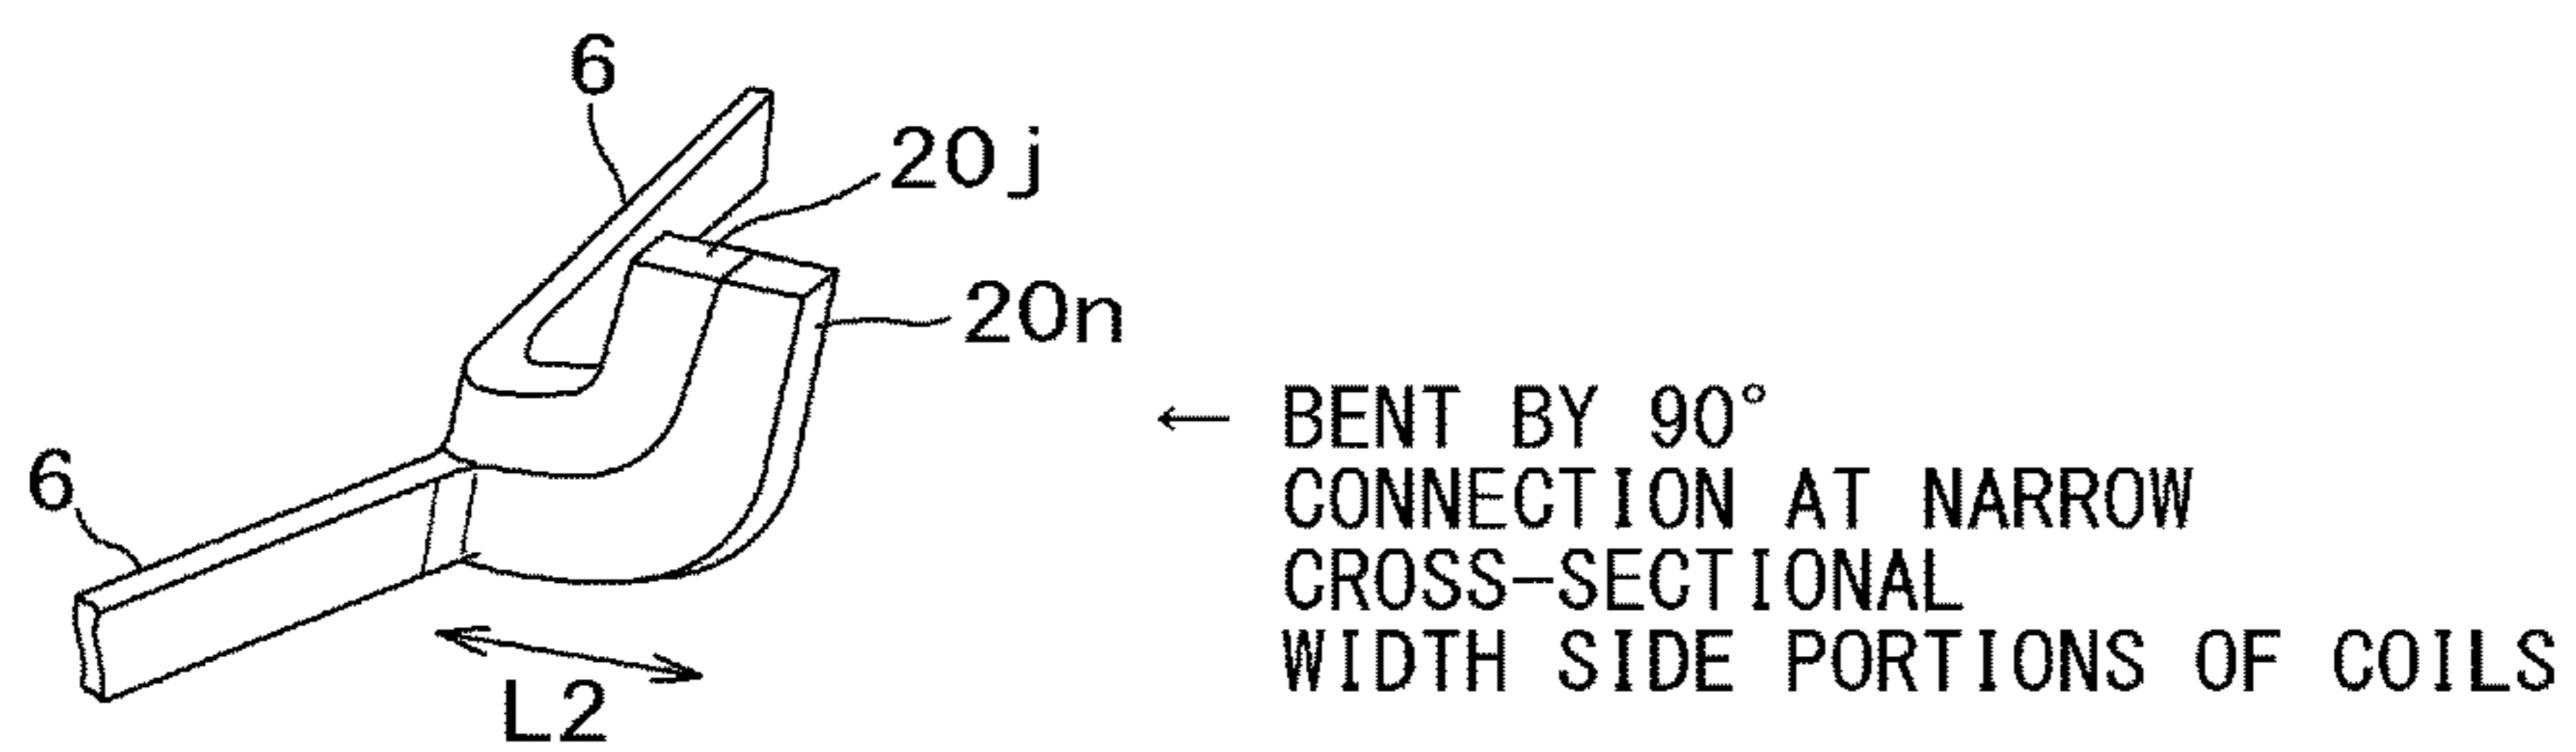 6
20j
20n
← BENT BY 90°
CONNECTION AT NARROW
CROSS-SECTIONAL
WIDTH SIDE PORTIONS OF COILS
6
L2